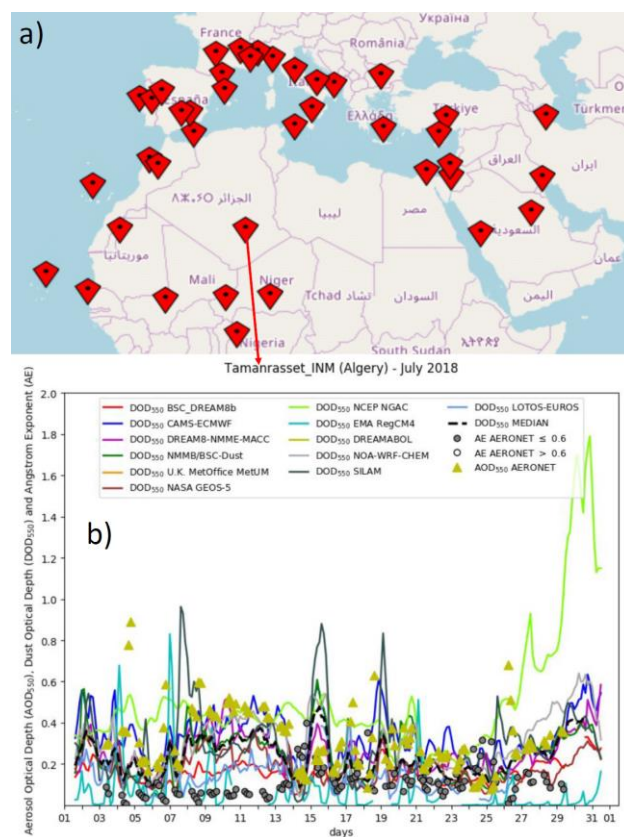 a)
France
Україна
România
España
Ελλάδα
Türkiye
Türkmen
ⵍⵣⵣⴰⵢⴻⵔ الجزائر
ليبيا
مصر
العراق
ایران
السعودية
موريتانيا
Mali
Niger
Tchad تشاد
السودان
اليمن
عمان
Nigeria
South Sudan
ኢትዮጵያ
Tamanrasset_INM (Algery) - July 2018
Aerosol Optical Depth (AOD₅₅₀), Dust Optical Depth (DOD₅₅₀) and Angstrom Exponent (AE)
2.0
1.8
1.6
1.4
1.2
1.0
0.8
0.6
0.4
0.2
DOD₅₅₀ BSC_DREAM8b
DOD₅₅₀ CAMS-ECMWF
DOD₅₅₀ DREAM8-NMME-MACC
DOD₅₅₀ NMMB/BSC-Dust
DOD₅₅₀ U.K. MetOffice MetUM
DOD₅₅₀ NASA GEOS-5
DOD₅₅₀ NCEP NGAC
DOD₅₅₀ EMA RegCM4
DOD₅₅₀ DREAMABOL
DOD₅₅₀ NOA-WRF-CHEM
DOD₅₅₀ SILAM
DOD₅₅₀ LOTOS-EUROS
DOD₅₅₀ MEDIAN
AE AERONET ≤ 0.6
AE AERONET > 0.6
AOD₅₅₀ AERONET
b)
01 03 05 07 09 11 13 15 17 19 21 23 25 27 29 31 01
days